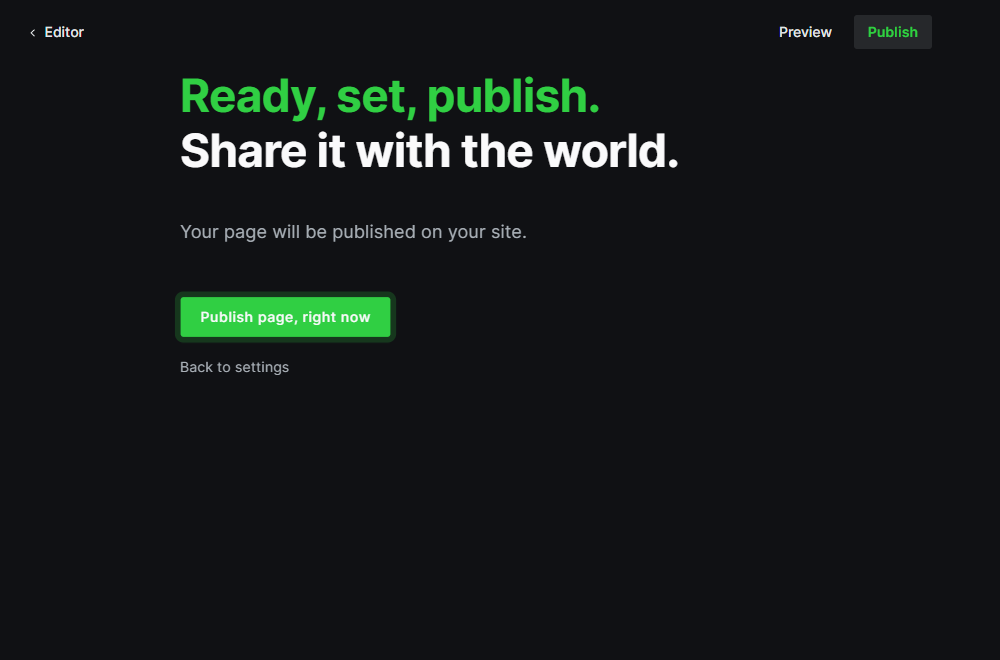 Editor
Preview
Publish
Ready, set, publish.
Share it with the world.
Your page will be published on your site.
Publish page, right now
Back to settings